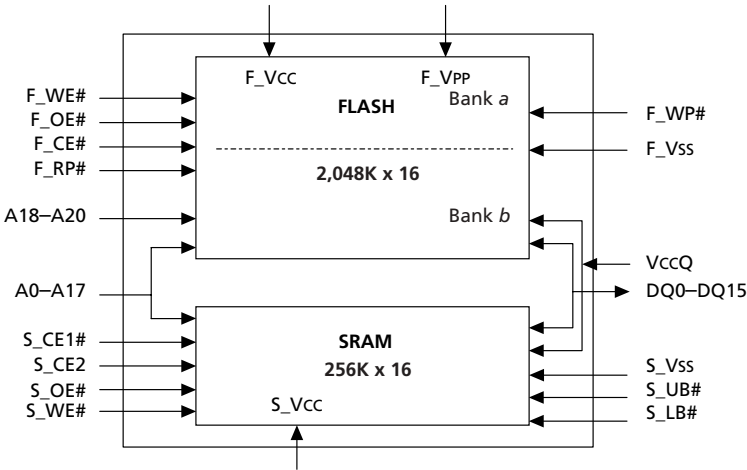 F_VCC
F_VPP
F_WE#
FLASH
Bank a
F_OE#
F_WP#
F_CE#
F_Vss
F_RP#
2,048K x 16
A18–A20
Bank b
VccQ
A0–A17
DQ0–DQ15
S_CE1#
SRAM
S_CE2
256K x 16
S_Vss
S_OE#
S_UB#
S_WE#
S_VCC
S_LB#